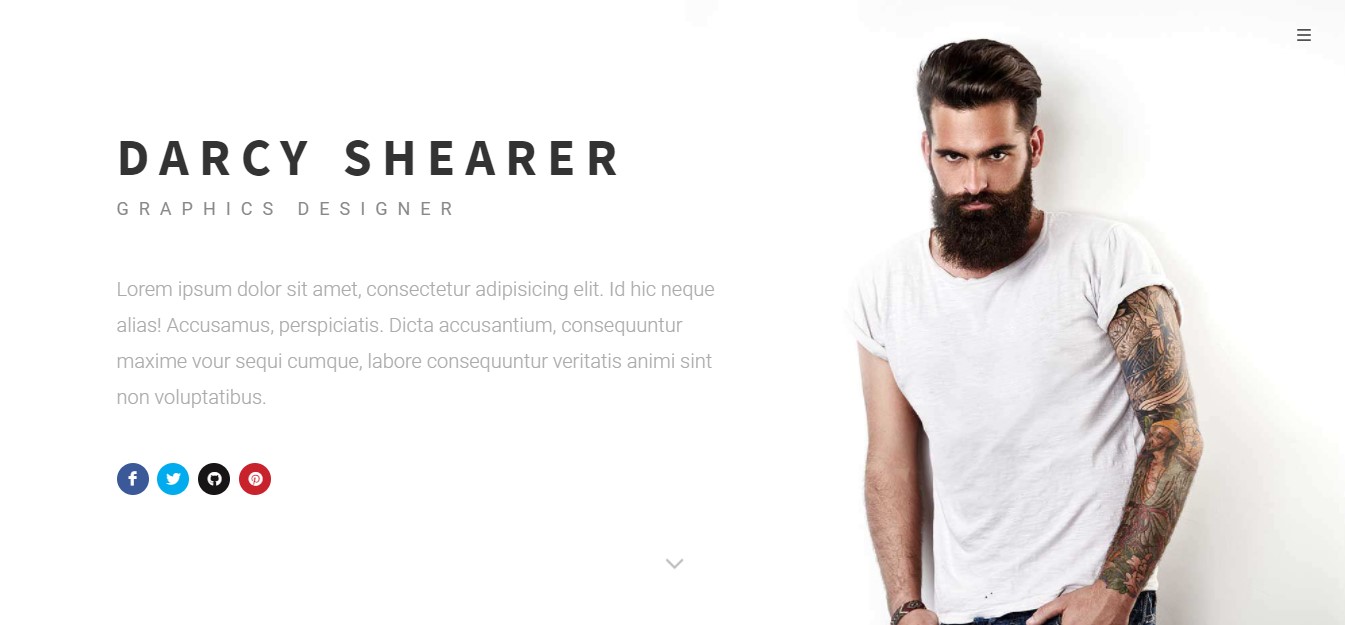 DARCY SHEARER
GRAPHICS DESIGNER
Lorem ipsum dolor sit amet, consectetur adipisicing elit. Id hic neque
alias! Accusamus, perspiciatis. Dicta accusantium, consequuntur
maxime vour sequi cumque, labore consequuntur veritatis animi sint
non voluptatibus.